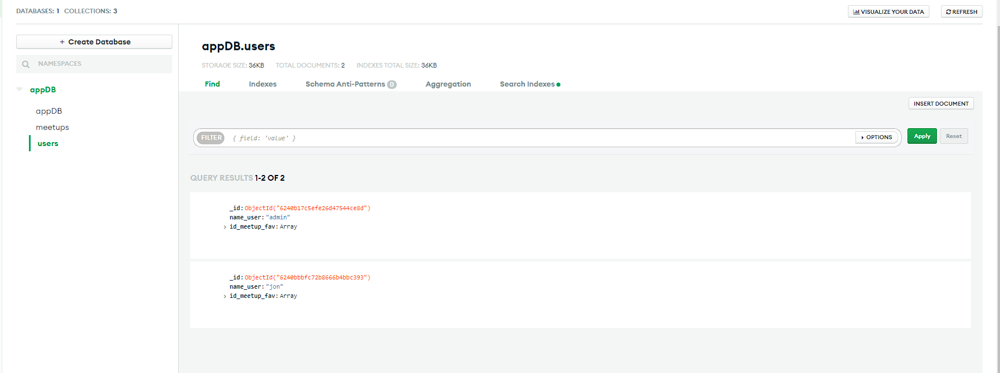 DATABASES: 1 COLLECTIONS: 3
VISUALIZE YOUR DATA
REFRESH
+ Create Database
NAMESPACES
appDB
appDB
meetups
users
appDB.users
STORAGE SIZE: 36KB TOTAL DOCUMENTS: 2 INDEXES TOTAL SIZE: 36KB
Find Indexes Schema Anti-Patterns 0 Aggregation Search Indexes
INSERT DOCUMENT
FILTER { field: 'value' } OPTIONS Apply Reset
QUERY RESULTS 1-2 OF 2
_id: ObjectId("6240b17c5efe26d47544ce8d")
name_user: "admin"
id_meetup_fav: Array
_id: ObjectId("6240bbbfc72b8666b4bbc393")
name_user: "jon"
id_meetup_fav: Array